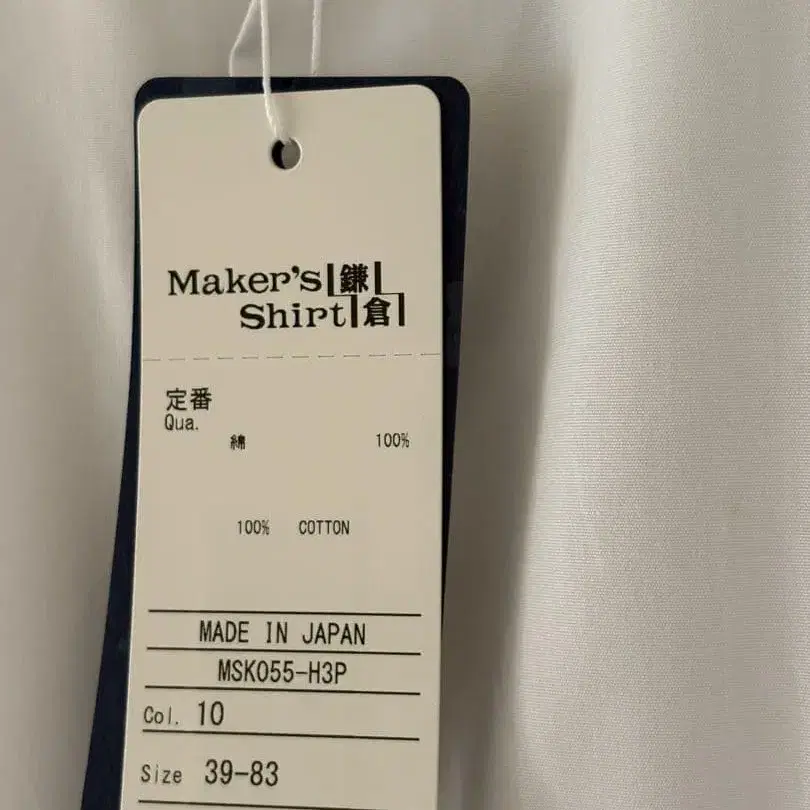 Maker's 鎌
Shirt 倉
定番
Qua.
綿 100%
100% COTTON
MADE IN JAPAN
MSK055-H3P
Col. 10
Size 39-83